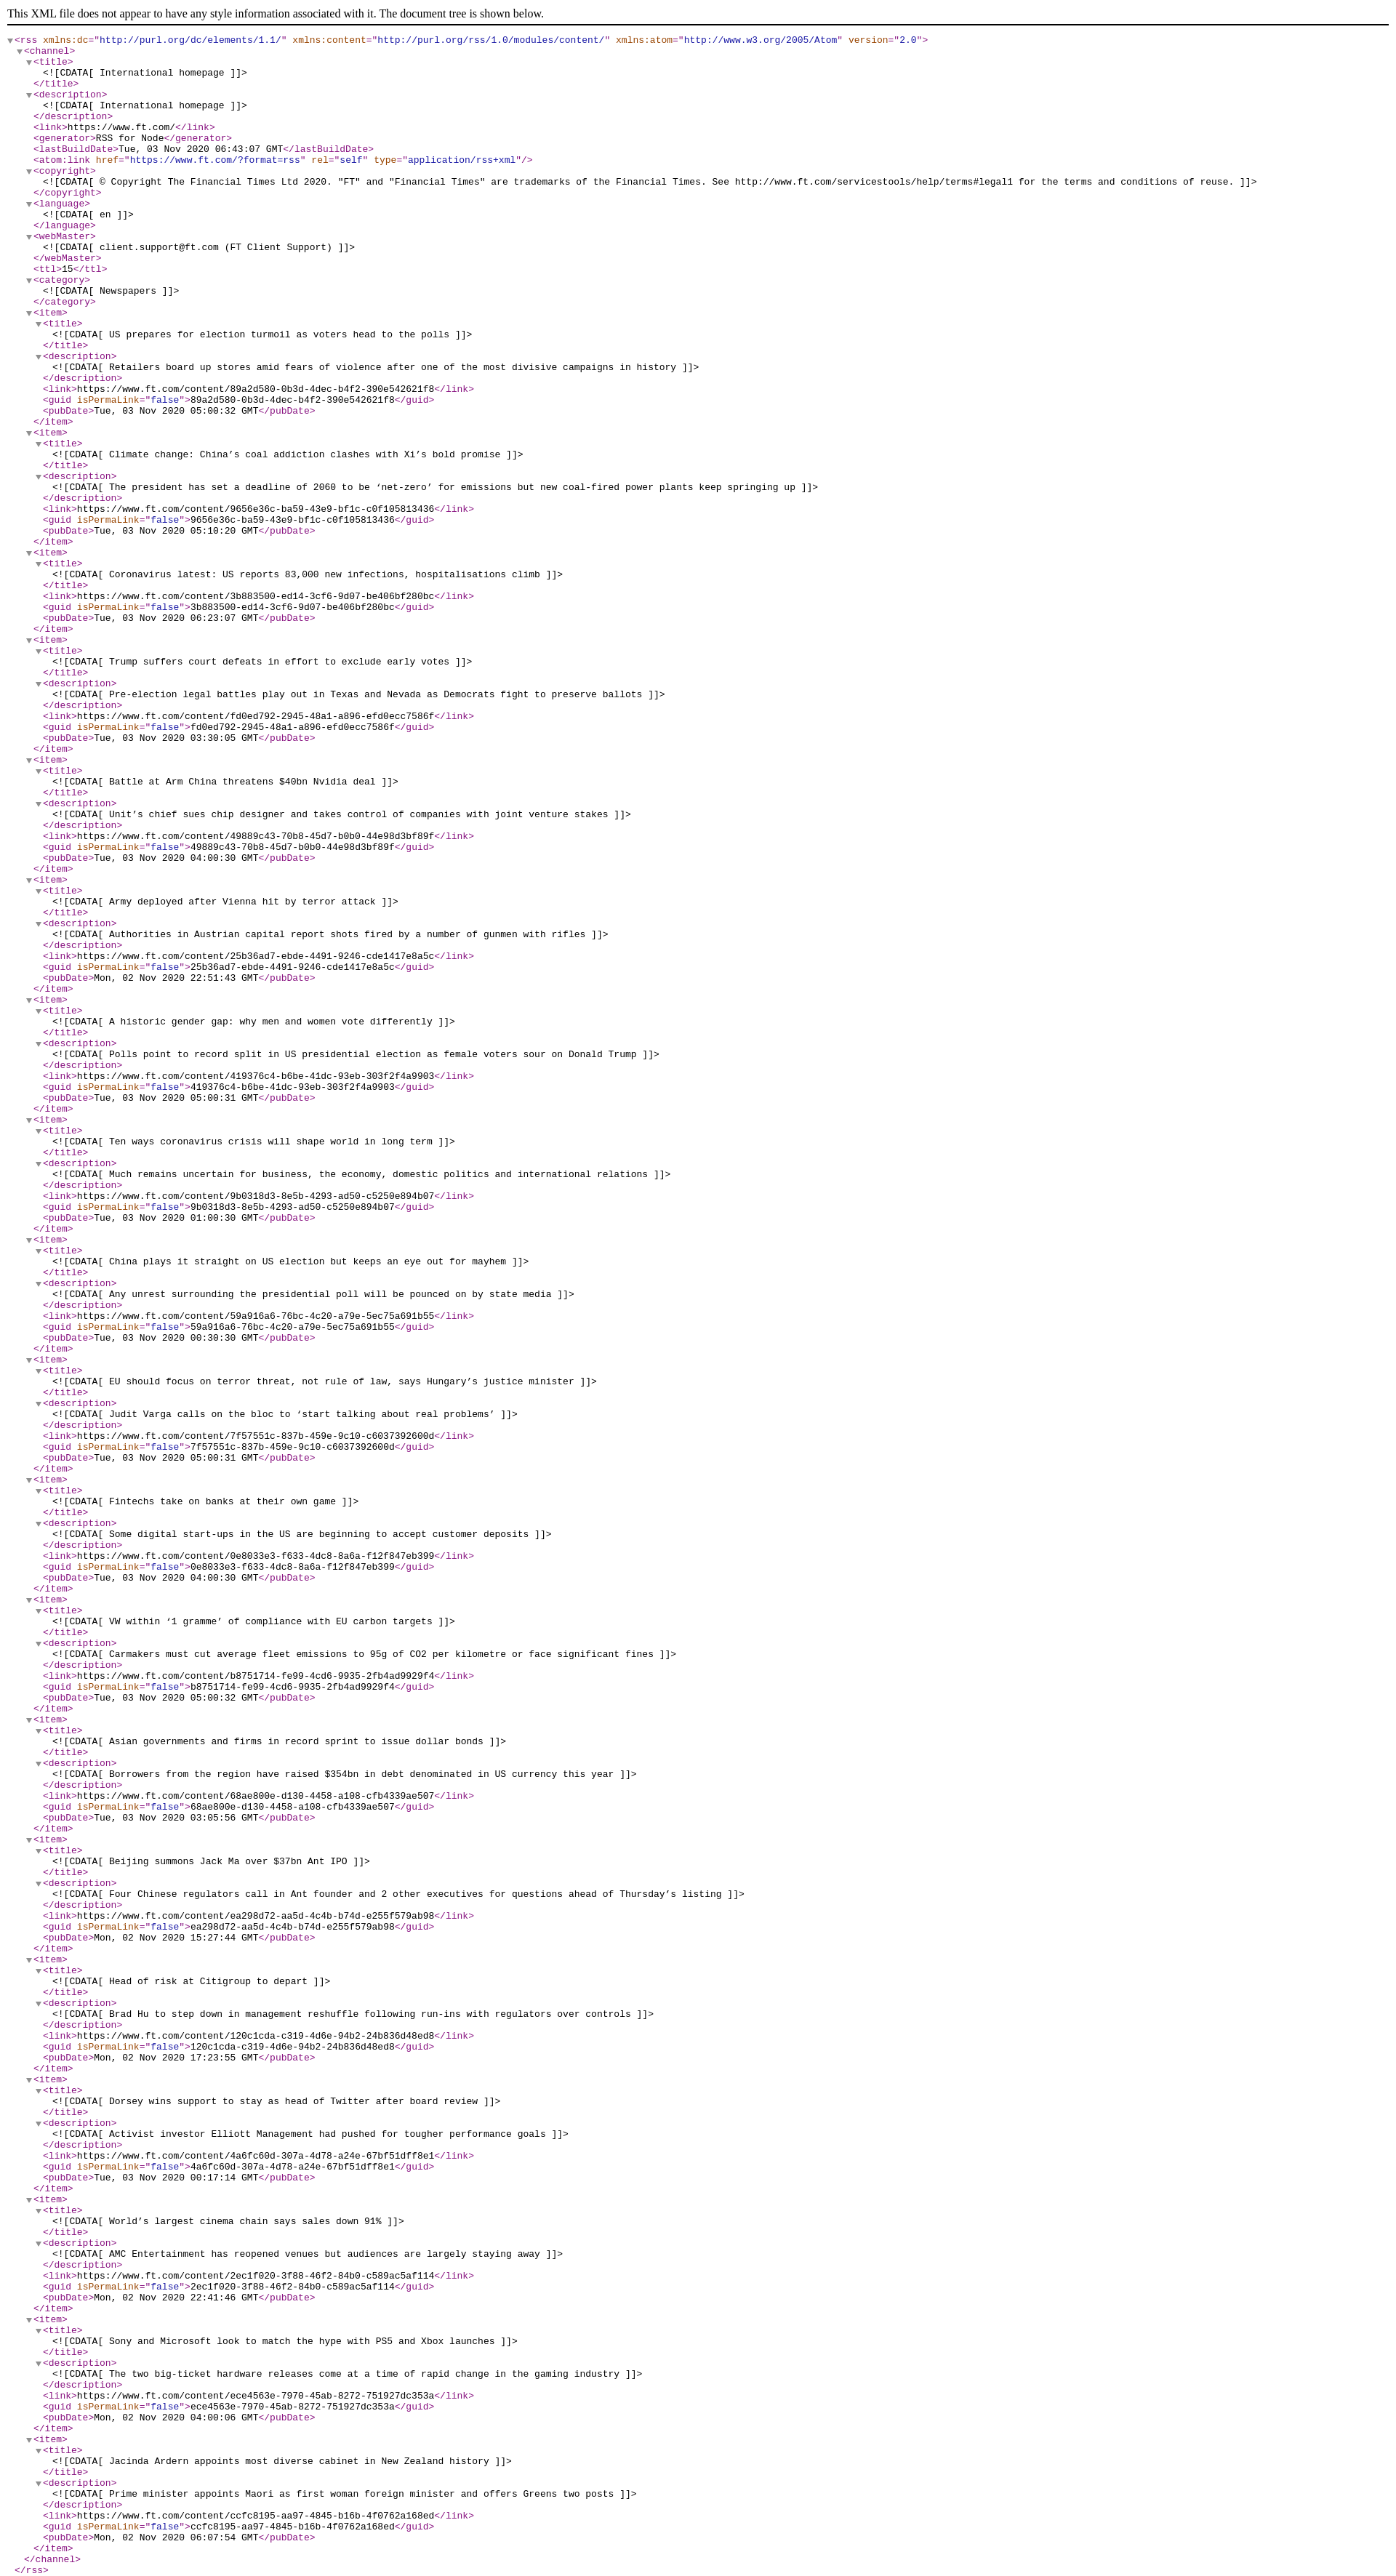 This XML file does not appear to have any style information associated with it. The document tree is shown below.
<rss xmlns:dc="http://purl.org/dc/elements/1.1/" xmlns:content="http://purl.org/rss/1.0/modules/content/" xmlns:atom="http://www.w3.org/2005/Atom" version="2.0">
<channel>
<title>
<![CDATA[ International homepage ]]>
</title>
<description>
<![CDATA[ International homepage ]]>
</description>
<link>https://www.ft.com/</link>
<generator>RSS for Node</generator>
<lastBuildDate>Tue, 03 Nov 2020 06:43:07 GMT</lastBuildDate>
<atom:link href="https://www.ft.com/?format=rss" rel="self" type="application/rss+xml"/>
<copyright>
<![CDATA[ © Copyright The Financial Times Ltd 2020. "FT" and "Financial Times" are trademarks of the Financial Times. See http://www.ft.com/servicestools/help/terms#legal1 for the terms and conditions of reuse. ]]>
</copyright>
<language>
<![CDATA[ en ]]>
</language>
<webMaster>
<![CDATA[ client.support@ft.com (FT Client Support) ]]>
</webMaster>
<ttl>15</ttl>
<category>
<![CDATA[ Newspapers ]]>
</category>
<item>
<title>
<![CDATA[ US prepares for election turmoil as voters head to the polls ]]>
</title>
<description>
<![CDATA[ Retailers board up stores amid fears of violence after one of the most divisive campaigns in history ]]>
</description>
<link>https://www.ft.com/content/89a2d580-0b3d-4dec-b4f2-390e542621f8</link>
<guid isPermaLink="false">89a2d580-0b3d-4dec-b4f2-390e542621f8</guid>
<pubDate>Tue, 03 Nov 2020 05:00:32 GMT</pubDate>
</item>
<item>
<title>
<![CDATA[ Climate change: China’s coal addiction clashes with Xi’s bold promise ]]>
</title>
<description>
<![CDATA[ The president has set a deadline of 2060 to be ‘net-zero’ for emissions but new coal-fired power plants keep springing up ]]>
</description>
<link>https://www.ft.com/content/9656e36c-ba59-43e9-bf1c-c0f105813436</link>
<guid isPermaLink="false">9656e36c-ba59-43e9-bf1c-c0f105813436</guid>
<pubDate>Tue, 03 Nov 2020 05:10:20 GMT</pubDate>
</item>
<item>
<title>
<![CDATA[ Coronavirus latest: US reports 83,000 new infections, hospitalisations climb ]]>
</title>
<link>https://www.ft.com/content/3b883500-ed14-3cf6-9d07-be406bf280bc</link>
<guid isPermaLink="false">3b883500-ed14-3cf6-9d07-be406bf280bc</guid>
<pubDate>Tue, 03 Nov 2020 06:23:07 GMT</pubDate>
</item>
<item>
<title>
<![CDATA[ Trump suffers court defeats in effort to exclude early votes ]]>
</title>
<description>
<![CDATA[ Pre-election legal battles play out in Texas and Nevada as Democrats fight to preserve ballots ]]>
</description>
<link>https://www.ft.com/content/fd0ed792-2945-48a1-a896-efd0ecc7586f</link>
<guid isPermaLink="false">fd0ed792-2945-48a1-a896-efd0ecc7586f</guid>
<pubDate>Tue, 03 Nov 2020 03:30:05 GMT</pubDate>
</item>
<item>
<title>
<![CDATA[ Battle at Arm China threatens $40bn Nvidia deal ]]>
</title>
<description>
<![CDATA[ Unit’s chief sues chip designer and takes control of companies with joint venture stakes ]]>
</description>
<link>https://www.ft.com/content/49889c43-70b8-45d7-b0b0-44e98d3bf89f</link>
<guid isPermaLink="false">49889c43-70b8-45d7-b0b0-44e98d3bf89f</guid>
<pubDate>Tue, 03 Nov 2020 04:00:30 GMT</pubDate>
</item>
<item>
<title>
<![CDATA[ Army deployed after Vienna hit by terror attack ]]>
</title>
<description>
<![CDATA[ Authorities in Austrian capital report shots fired by a number of gunmen with rifles ]]>
</description>
<link>https://www.ft.com/content/25b36ad7-ebde-4491-9246-cde1417e8a5c</link>
<guid isPermaLink="false">25b36ad7-ebde-4491-9246-cde1417e8a5c</guid>
<pubDate>Mon, 02 Nov 2020 22:51:43 GMT</pubDate>
</item>
<item>
<title>
<![CDATA[ A historic gender gap: why men and women vote differently ]]>
</title>
<description>
<![CDATA[ Polls point to record split in US presidential election as female voters sour on Donald Trump ]]>
</description>
<link>https://www.ft.com/content/419376c4-b6be-41dc-93eb-303f2f4a9903</link>
<guid isPermaLink="false">419376c4-b6be-41dc-93eb-303f2f4a9903</guid>
<pubDate>Tue, 03 Nov 2020 05:00:31 GMT</pubDate>
</item>
<item>
<title>
<![CDATA[ Ten ways coronavirus crisis will shape world in long term ]]>
</title>
<description>
<![CDATA[ Much remains uncertain for business, the economy, domestic politics and international relations ]]>
</description>
<link>https://www.ft.com/content/9b0318d3-8e5b-4293-ad50-c5250e894b07</link>
<guid isPermaLink="false">9b0318d3-8e5b-4293-ad50-c5250e894b07</guid>
<pubDate>Tue, 03 Nov 2020 01:00:30 GMT</pubDate>
</item>
<item>
<title>
<![CDATA[ China plays it straight on US election but keeps an eye out for mayhem ]]>
</title>
<description>
<![CDATA[ Any unrest surrounding the presidential poll will be pounced on by state media ]]>
</description>
<link>https://www.ft.com/content/59a916a6-76bc-4c20-a79e-5ec75a691b55</link>
<guid isPermaLink="false">59a916a6-76bc-4c20-a79e-5ec75a691b55</guid>
<pubDate>Tue, 03 Nov 2020 00:30:30 GMT</pubDate>
</item>
<item>
<title>
<![CDATA[ EU should focus on terror threat, not rule of law, says Hungary’s justice minister ]]>
</title>
<description>
<![CDATA[ Judit Varga calls on the bloc to ‘start talking about real problems’ ]]>
</description>
<link>https://www.ft.com/content/7f57551c-837b-459e-9c10-c6037392600d</link>
<guid isPermaLink="false">7f57551c-837b-459e-9c10-c6037392600d</guid>
<pubDate>Tue, 03 Nov 2020 05:00:31 GMT</pubDate>
</item>
<item>
<title>
<![CDATA[ Fintechs take on banks at their own game ]]>
</title>
<description>
<![CDATA[ Some digital start-ups in the US are beginning to accept customer deposits ]]>
</description>
<link>https://www.ft.com/content/0e8033e3-f633-4dc8-8a6a-f12f847eb399</link>
<guid isPermaLink="false">0e8033e3-f633-4dc8-8a6a-f12f847eb399</guid>
<pubDate>Tue, 03 Nov 2020 04:00:30 GMT</pubDate>
</item>
<item>
<title>
<![CDATA[ VW within ‘1 gramme’ of compliance with EU carbon targets ]]>
</title>
<description>
<![CDATA[ Carmakers must cut average fleet emissions to 95g of CO2 per kilometre or face significant fines ]]>
</description>
<link>https://www.ft.com/content/b8751714-fe99-4cd6-9935-2fb4ad9929f4</link>
<guid isPermaLink="false">b8751714-fe99-4cd6-9935-2fb4ad9929f4</guid>
<pubDate>Tue, 03 Nov 2020 05:00:32 GMT</pubDate>
</item>
<item>
<title>
<![CDATA[ Asian governments and firms in record sprint to issue dollar bonds ]]>
</title>
<description>
<![CDATA[ Borrowers from the region have raised $354bn in debt denominated in US currency this year ]]>
</description>
<link>https://www.ft.com/content/68ae800e-d130-4458-a108-cfb4339ae507</link>
<guid isPermaLink="false">68ae800e-d130-4458-a108-cfb4339ae507</guid>
<pubDate>Tue, 03 Nov 2020 03:05:56 GMT</pubDate>
</item>
<item>
<title>
<![CDATA[ Beijing summons Jack Ma over $37bn Ant IPO ]]>
</title>
<description>
<![CDATA[ Four Chinese regulators call in Ant founder and 2 other executives for questions ahead of Thursday’s listing ]]>
</description>
<link>https://www.ft.com/content/ea298d72-aa5d-4c4b-b74d-e255f579ab98</link>
<guid isPermaLink="false">ea298d72-aa5d-4c4b-b74d-e255f579ab98</guid>
<pubDate>Mon, 02 Nov 2020 15:27:44 GMT</pubDate>
</item>
<item>
<title>
<![CDATA[ Head of risk at Citigroup to depart ]]>
</title>
<description>
<![CDATA[ Brad Hu to step down in management reshuffle following run-ins with regulators over controls ]]>
</description>
<link>https://www.ft.com/content/120c1cda-c319-4d6e-94b2-24b836d48ed8</link>
<guid isPermaLink="false">120c1cda-c319-4d6e-94b2-24b836d48ed8</guid>
<pubDate>Mon, 02 Nov 2020 17:23:55 GMT</pubDate>
</item>
<item>
<title>
<![CDATA[ Dorsey wins support to stay as head of Twitter after board review ]]>
</title>
<description>
<![CDATA[ Activist investor Elliott Management had pushed for tougher performance goals ]]>
</description>
<link>https://www.ft.com/content/4a6fc60d-307a-4d78-a24e-67bf51dff8e1</link>
<guid isPermaLink="false">4a6fc60d-307a-4d78-a24e-67bf51dff8e1</guid>
<pubDate>Tue, 03 Nov 2020 00:17:14 GMT</pubDate>
</item>
<item>
<title>
<![CDATA[ World’s largest cinema chain says sales down 91% ]]>
</title>
<description>
<![CDATA[ AMC Entertainment has reopened venues but audiences are largely staying away ]]>
</description>
<link>https://www.ft.com/content/2ec1f020-3f88-46f2-84b0-c589ac5af114</link>
<guid isPermaLink="false">2ec1f020-3f88-46f2-84b0-c589ac5af114</guid>
<pubDate>Mon, 02 Nov 2020 22:41:46 GMT</pubDate>
</item>
<item>
<title>
<![CDATA[ Sony and Microsoft look to match the hype with PS5 and Xbox launches ]]>
</title>
<description>
<![CDATA[ The two big-ticket hardware releases come at a time of rapid change in the gaming industry ]]>
</description>
<link>https://www.ft.com/content/ece4563e-7970-45ab-8272-751927dc353a</link>
<guid isPermaLink="false">ece4563e-7970-45ab-8272-751927dc353a</guid>
<pubDate>Mon, 02 Nov 2020 04:00:06 GMT</pubDate>
</item>
<item>
<title>
<![CDATA[ Jacinda Ardern appoints most diverse cabinet in New Zealand history ]]>
</title>
<description>
<![CDATA[ Prime minister appoints Maori as first woman foreign minister and offers Greens two posts ]]>
</description>
<link>https://www.ft.com/content/ccfc8195-aa97-4845-b16b-4f0762a168ed</link>
<guid isPermaLink="false">ccfc8195-aa97-4845-b16b-4f0762a168ed</guid>
<pubDate>Mon, 02 Nov 2020 06:07:54 GMT</pubDate>
</item>
</channel>
</rss>